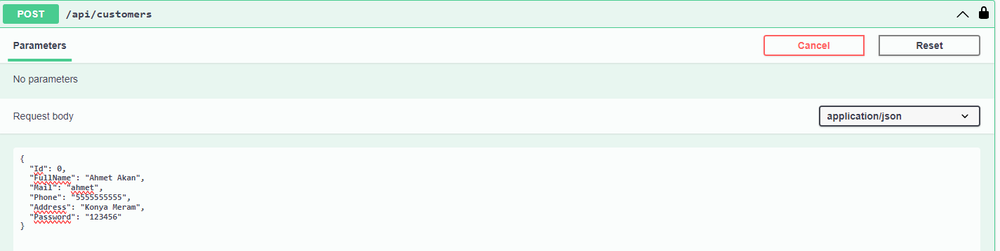 POST /api/customers
Parameters Cancel Reset
No parameters
Request body application/json
{
  "Id": 0,
  "FullName": "Ahmet Akan",
  "Mail": "ahmet",
  "Phone": "5555555555",
  "Address": "Konya Meram",
  "Password": "123456"
}